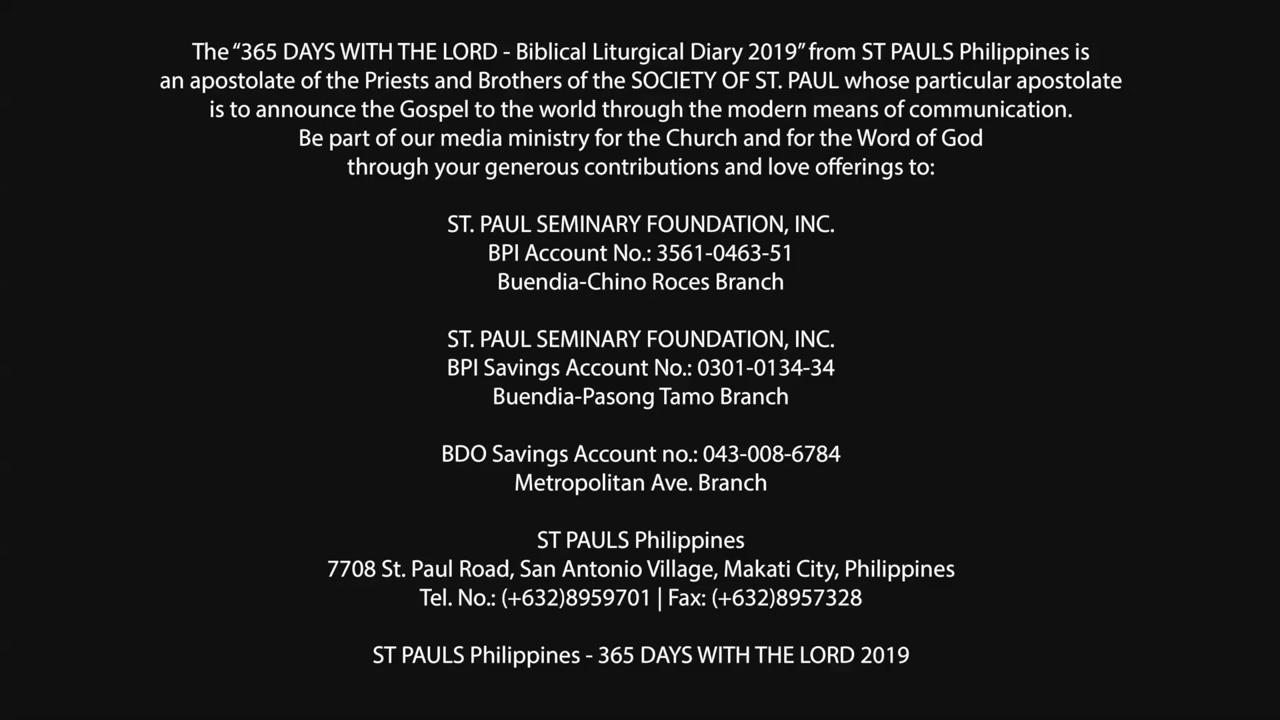 The “365 DAYS WITH THE LORD - Biblical Liturgical Diary 2019” from ST PAULS Philippines is
an apostolate of the Priests and Brothers of the SOCIETY OF ST. PAUL whose particular apostolate
is to announce the Gospel to the world through the modern means of communication.
Be part of our media ministry for the Church and for the Word of God
through your generous contributions and love offerings to:
ST. PAUL SEMINARY FOUNDATION, INC.
BPI Account No.: 3561-0463-51
Buendia-Chino Roces Branch
ST. PAUL SEMINARY FOUNDATION, INC.
BPI Savings Account No.: 0301-0134-34
Buendia-Pasong Tamo Branch
BDO Savings Account no.: 043-008-6784
Metropolitan Ave. Branch
ST PAULS Philippines
7708 St. Paul Road, San Antonio Village, Makati City, Philippines
Tel. No.: (+632)8959701 | Fax: (+632)8957328
ST PAULS Philippines - 365 DAYS WITH THE LORD 2019